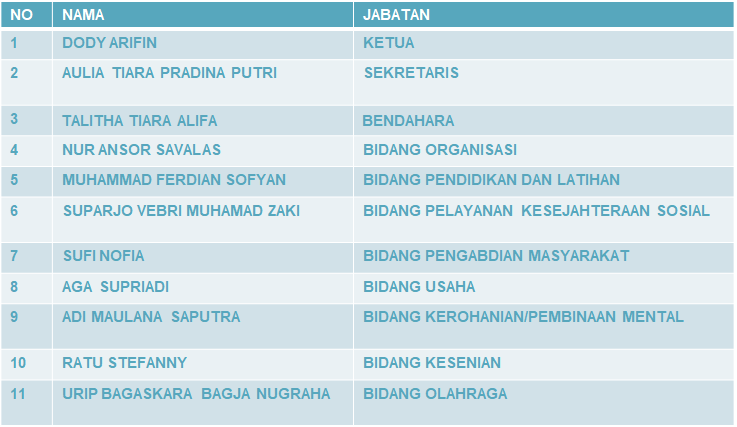 NO NAMA JABATAN
1 DODY ARIFIN KETUA
2 AULIA TIARA PRADINA PUTRI SEKRETARIS
3 TALITHA TIARA ALIFA BENDAHARA
4 NUR ANSOR SAVALAS BIDANG ORGANISASI
5 MUHAMMAD FERDIAN SOFYAN BIDANG PENDIDIKAN DAN LATIHAN
6 SUPARJO VEBRI MUHAMAD ZAKI BIDANG PELAYANAN KESEJAHTERAAN SOSIAL
7 SUFI NOFIA BIDANG PENGABDIAN MASYARAKAT
8 AGA SUPRIADI BIDANG USAHA
9 ADI MAULANA SAPUTRA BIDANG KEROHANIAN/PEMBINAAN MENTAL
10 RATU STEFANNY BIDANG KESENIAN
11 URIP BAGASKARA BAGJA NUGRAHA BIDANG OLAHRAGA